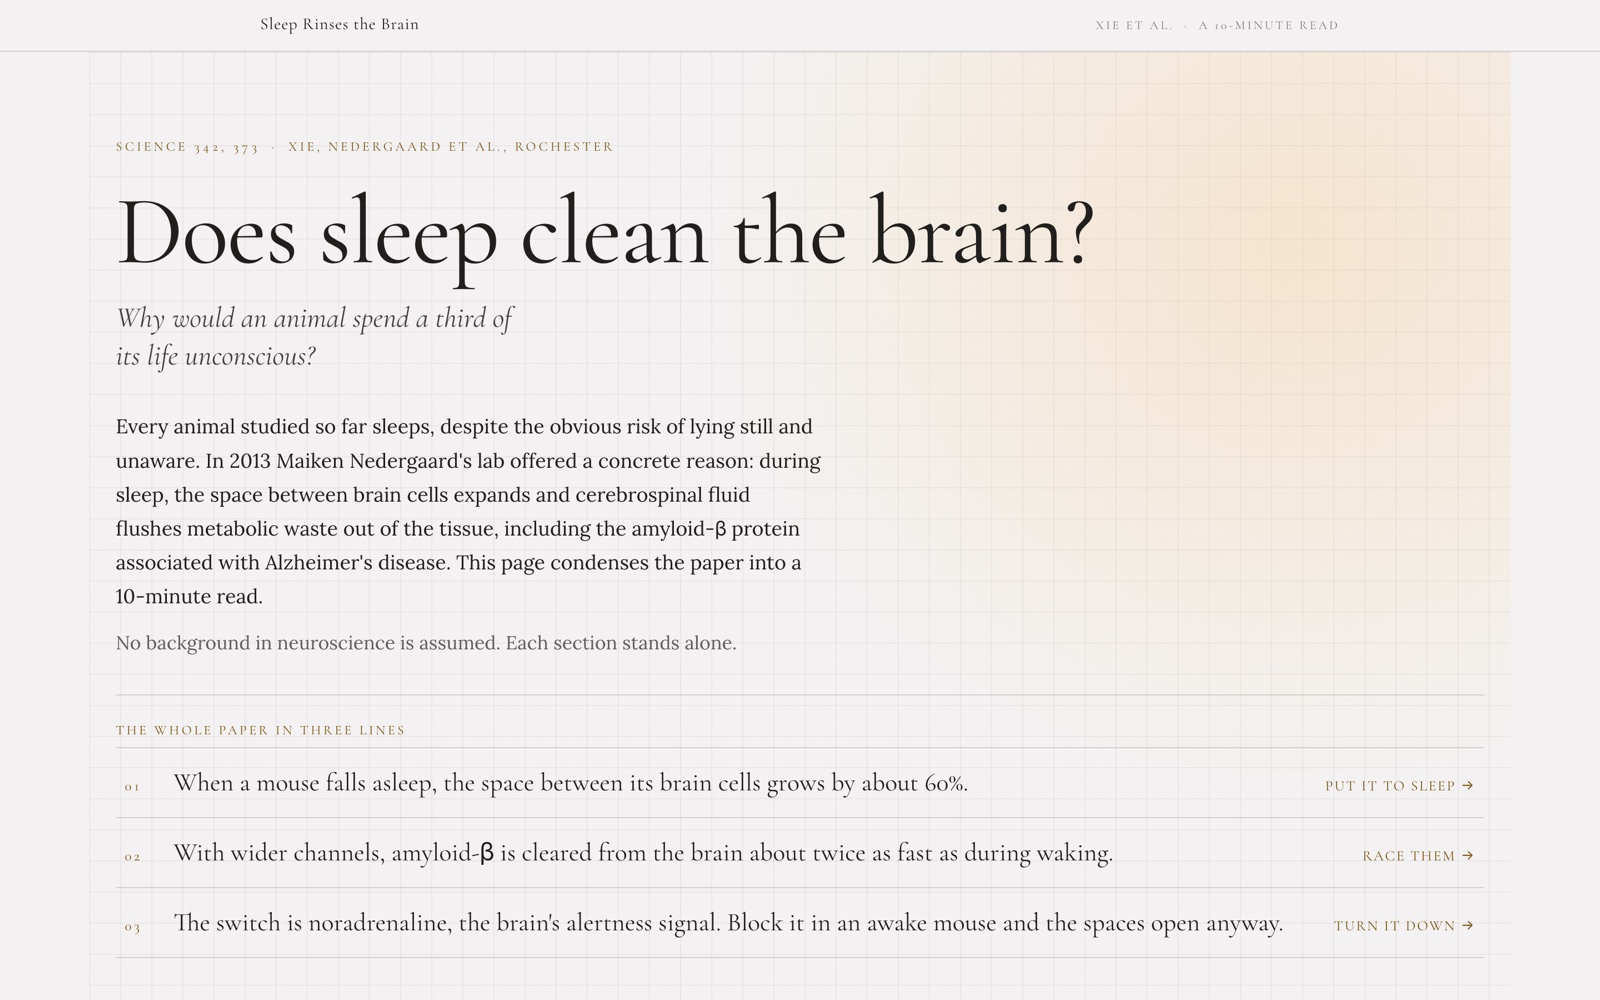 Sleep Rinses the Brain
XIE ET AL. · A 10-MINUTE READ
SCIENCE 342, 373 · XIE, NEDERGAARD ET AL., ROCHESTER
Does sleep clean the brain?
Why would an animal spend a third of
its life unconscious?
Every animal studied so far sleeps, despite the obvious risk of lying still and
unaware. In 2013 Maiken Nedergaard's lab offered a concrete reason: during
sleep, the space between brain cells expands and cerebrospinal fluid
flushes metabolic waste out of the tissue, including the amyloid-β protein
associated with Alzheimer's disease. This page condenses the paper into a
10-minute read.
No background in neuroscience is assumed. Each section stands alone.
THE WHOLE PAPER IN THREE LINES
01 When a mouse falls asleep, the space between its brain cells grows by about 60%. PUT IT TO SLEEP →
02 With wider channels, amyloid-β is cleared from the brain about twice as fast as during waking. RACE THEM →
03 The switch is noradrenaline, the brain's alertness signal. Block it in an awake mouse and the spaces open anyway. TURN IT DOWN →